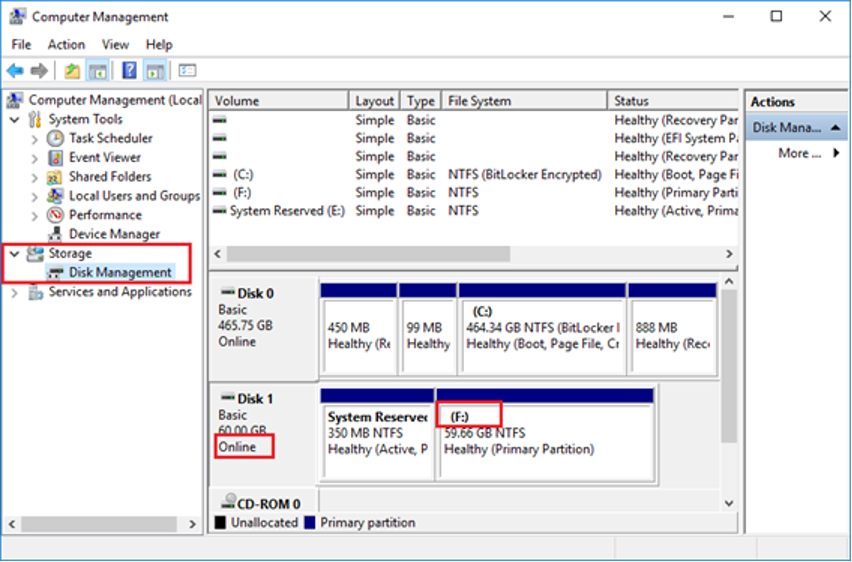 Computer Management
File Action View Help
Computer Management (Local
System Tools
Task Scheduler
Event Viewer
Shared Folders
Local Users and Groups
Performance
Device Manager
Storage
Disk Management
Services and Applications
Volume Layout Type File System Status
Simple Basic Healthy (Recovery Par
Simple Basic Healthy (EFI System P
Simple Basic Healthy (Recovery Par
(C:) Simple Basic NTFS (BitLocker Encrypted) Healthy (Boot, Page Fi
(F:) Simple Basic NTFS Healthy (Primary Parti
System Reserved (E:) Simple Basic NTFS Healthy (Active, Prima
Disk 0
Basic
465.75 GB
Online
450 MB
Healthy (Re
99 MB
Healthy
(C:)
464.34 GB NTFS (BitLocker I
Healthy (Boot, Page File, Cr
888 MB
Healthy (Reco
Disk 1
Basic
60.00 GB
Online
System Reserved
350 MB NTFS
Healthy (Active, P
(F:)
59.66 GB NTFS
Healthy (Primary Partition)
CD-ROM 0
Unallocated Primary partition
Actions
Disk Mana...
More ...